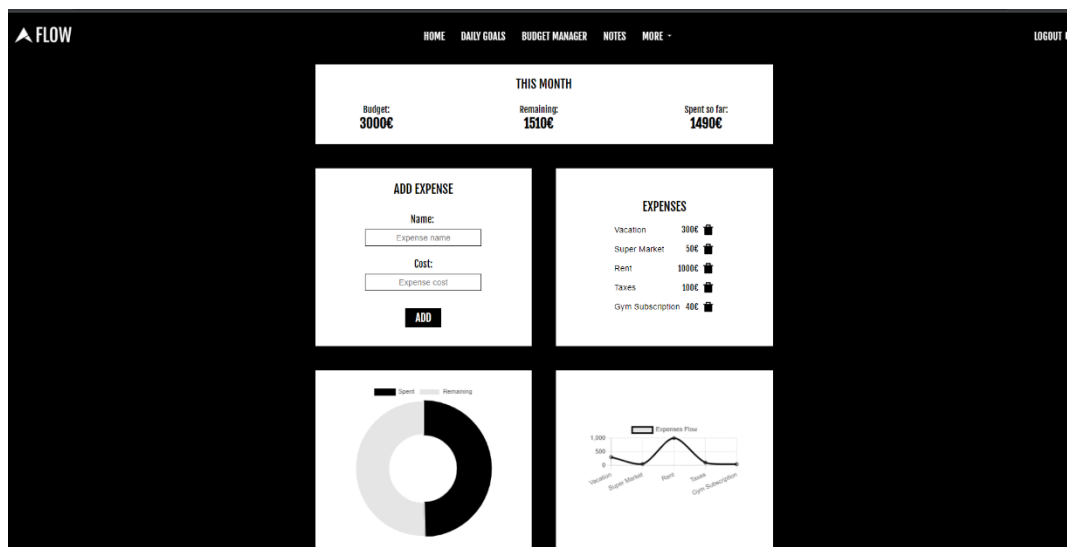 FLOW
HOME DAILY GOALS BUDGET MANAGER NOTES MORE
LOGOUT
THIS MONTH
Budget: Remaining: Spent so far:
3000€ 1510€ 1490€
ADD EXPENSE
Name:
Expense name
Cost:
Expense cost
ADD
EXPENSES
Vacation 300€
Super Market 50€
Rent 1000€
Taxes 100€
Gym Subscription 40€
Spent Remaining
Expenses Flow
1,000
500
0
Vacation
Super Market
Rent
Taxes
Gym Subscription